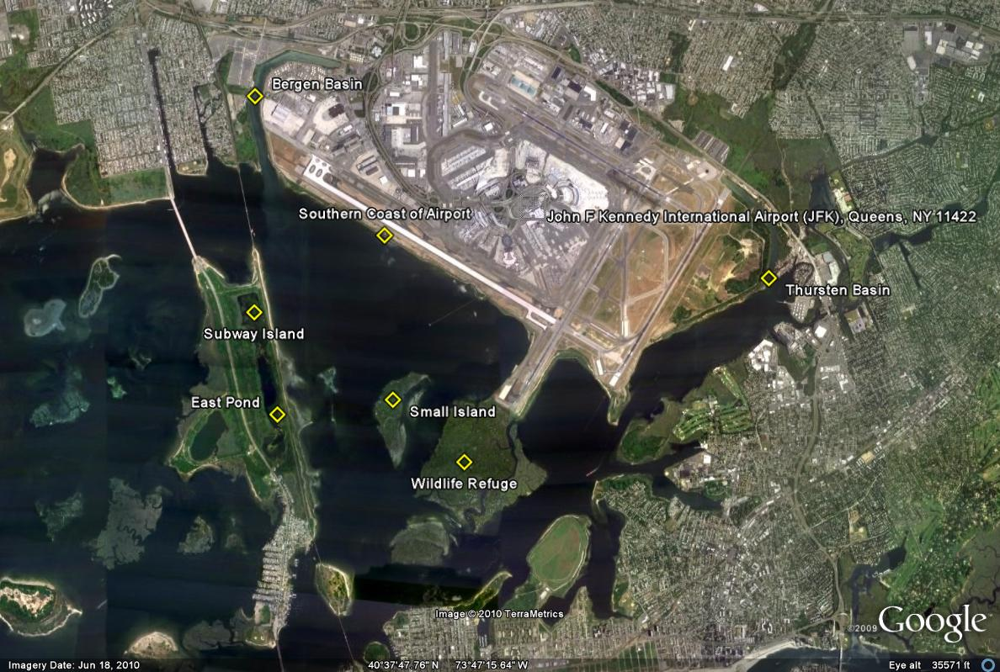 Bergen Basin
Southern Coast of Airport
John F Kennedy International Airport (JFK), Queens, NY 11422
Thursten Basin
Subway Island
East Pond
Small Island
Wildlife Refuge
Image © 2010 TerraMetrics
©2009 Google
Imagery Date: Jun 18, 2010 40°37'47.76" N 73°47'15.64" W Eye alt 35571 ft